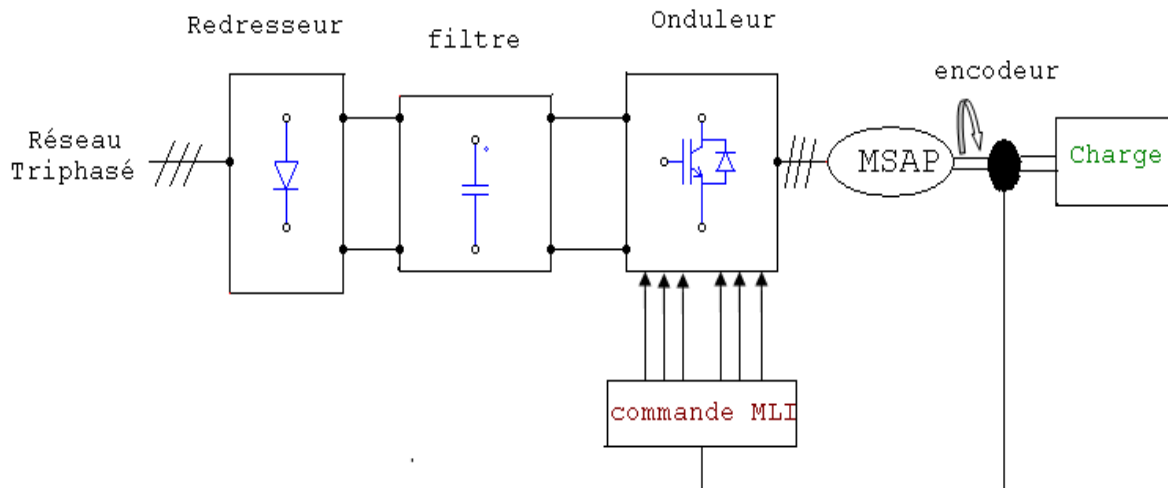 Redresseur
filtre
Onduleur
encodeur
Réseau
Triphasé
MSAP
Charge
commande MLI